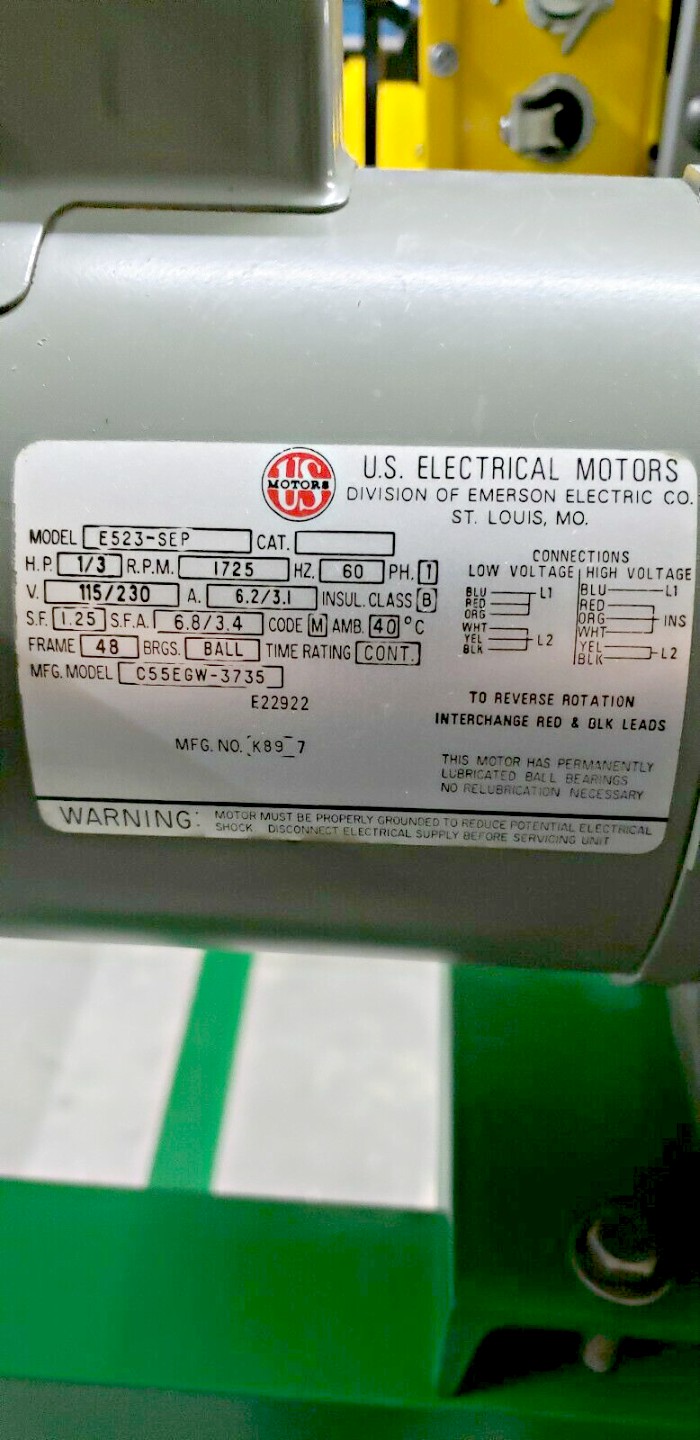 US
MOTORS
U.S. ELECTRICAL MOTORS
DIVISION OF EMERSON ELECTRIC CO.
ST. LOUIS, MO.
MODEL E523-SEP CAT.
H.P. 1/3 R.P.M. 1725 HZ. 60 PH. 1
V. 115/230 A. 6.2/3.1 INSUL. CLASS B
S.F. 1.25 S.F.A. 6.8/3.4 CODE M AMB. 40 °C
FRAME 48 BRGS. BALL TIME RATING CONT.
MFG. MODEL C55EGW-3735
E22922
MFG. NO. K89 7
CONNECTIONS
LOW VOLTAGE HIGH VOLTAGE
BLU L1 BLU L1
RED RED
ORG ORG INS
WHT WHT
YEL L2 YEL L2
BLK BLK
TO REVERSE ROTATION
INTERCHANGE RED & BLK LEADS
THIS MOTOR HAS PERMANENTLY
LUBRICATED BALL BEARINGS
NO RELUBRICATION NECESSARY
WARNING: MOTOR MUST BE PROPERLY GROUNDED TO REDUCE POTENTIAL ELECTRICAL
SHOCK. DISCONNECT ELECTRICAL SUPPLY BEFORE SERVICING UNIT